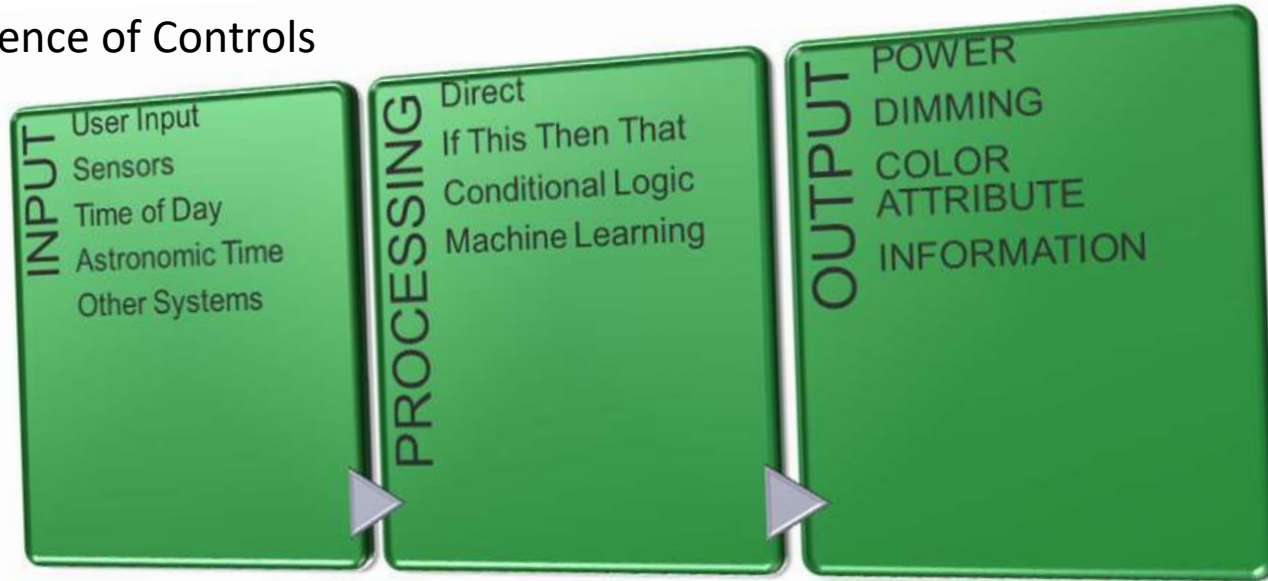 ence of Controls
INPUT
User Input
Sensors
Time of Day
Astronomic Time
Other Systems
PROCESSING
Direct
If This Then That
Conditional Logic
Machine Learning
OUTPUT
POWER
DIMMING
COLOR
ATTRIBUTE
INFORMATION